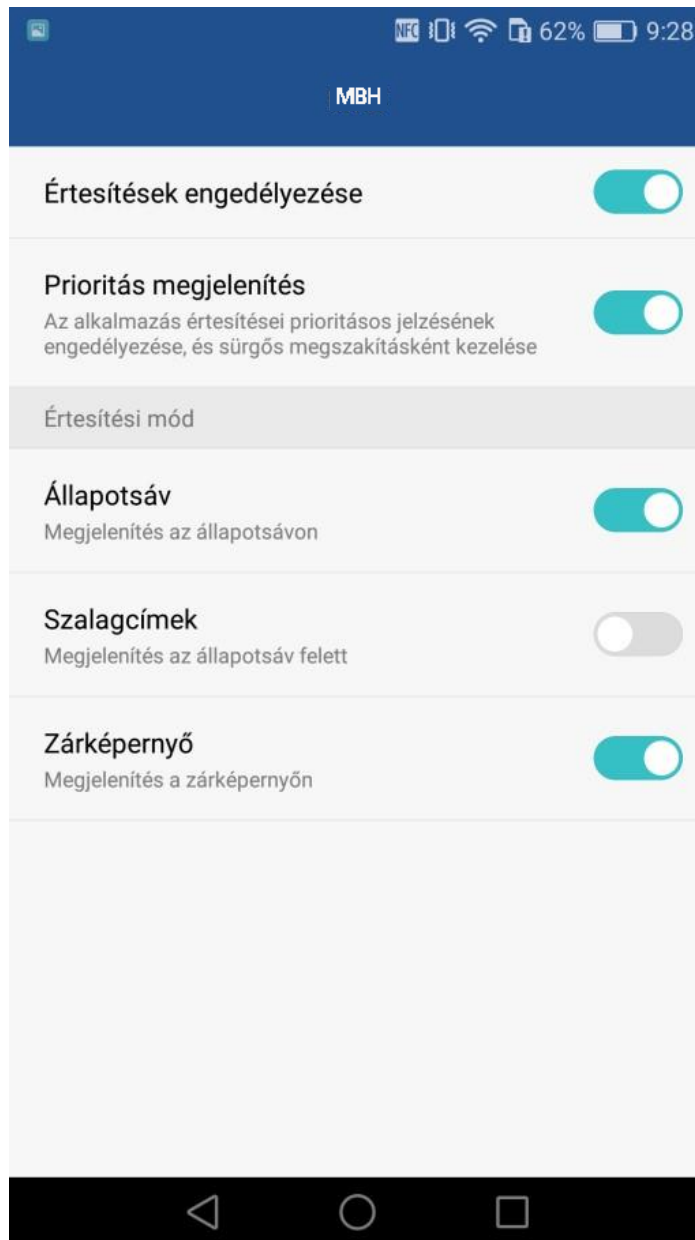 NFC 62% 9:28
MBH
Értesítések engedélyezése
Prioritás megjelenítés
Az alkalmazás értesítései prioritásos jelzésének
engedélyezése, és sürgős megszakításként kezelése
Értesítési mód
Állapotsáv
Megjelenítés az állapotsávon
Szalagcímek
Megjelenítés az állapotsáv felett
Zárképernyő
Megjelenítés a zárképernyőn